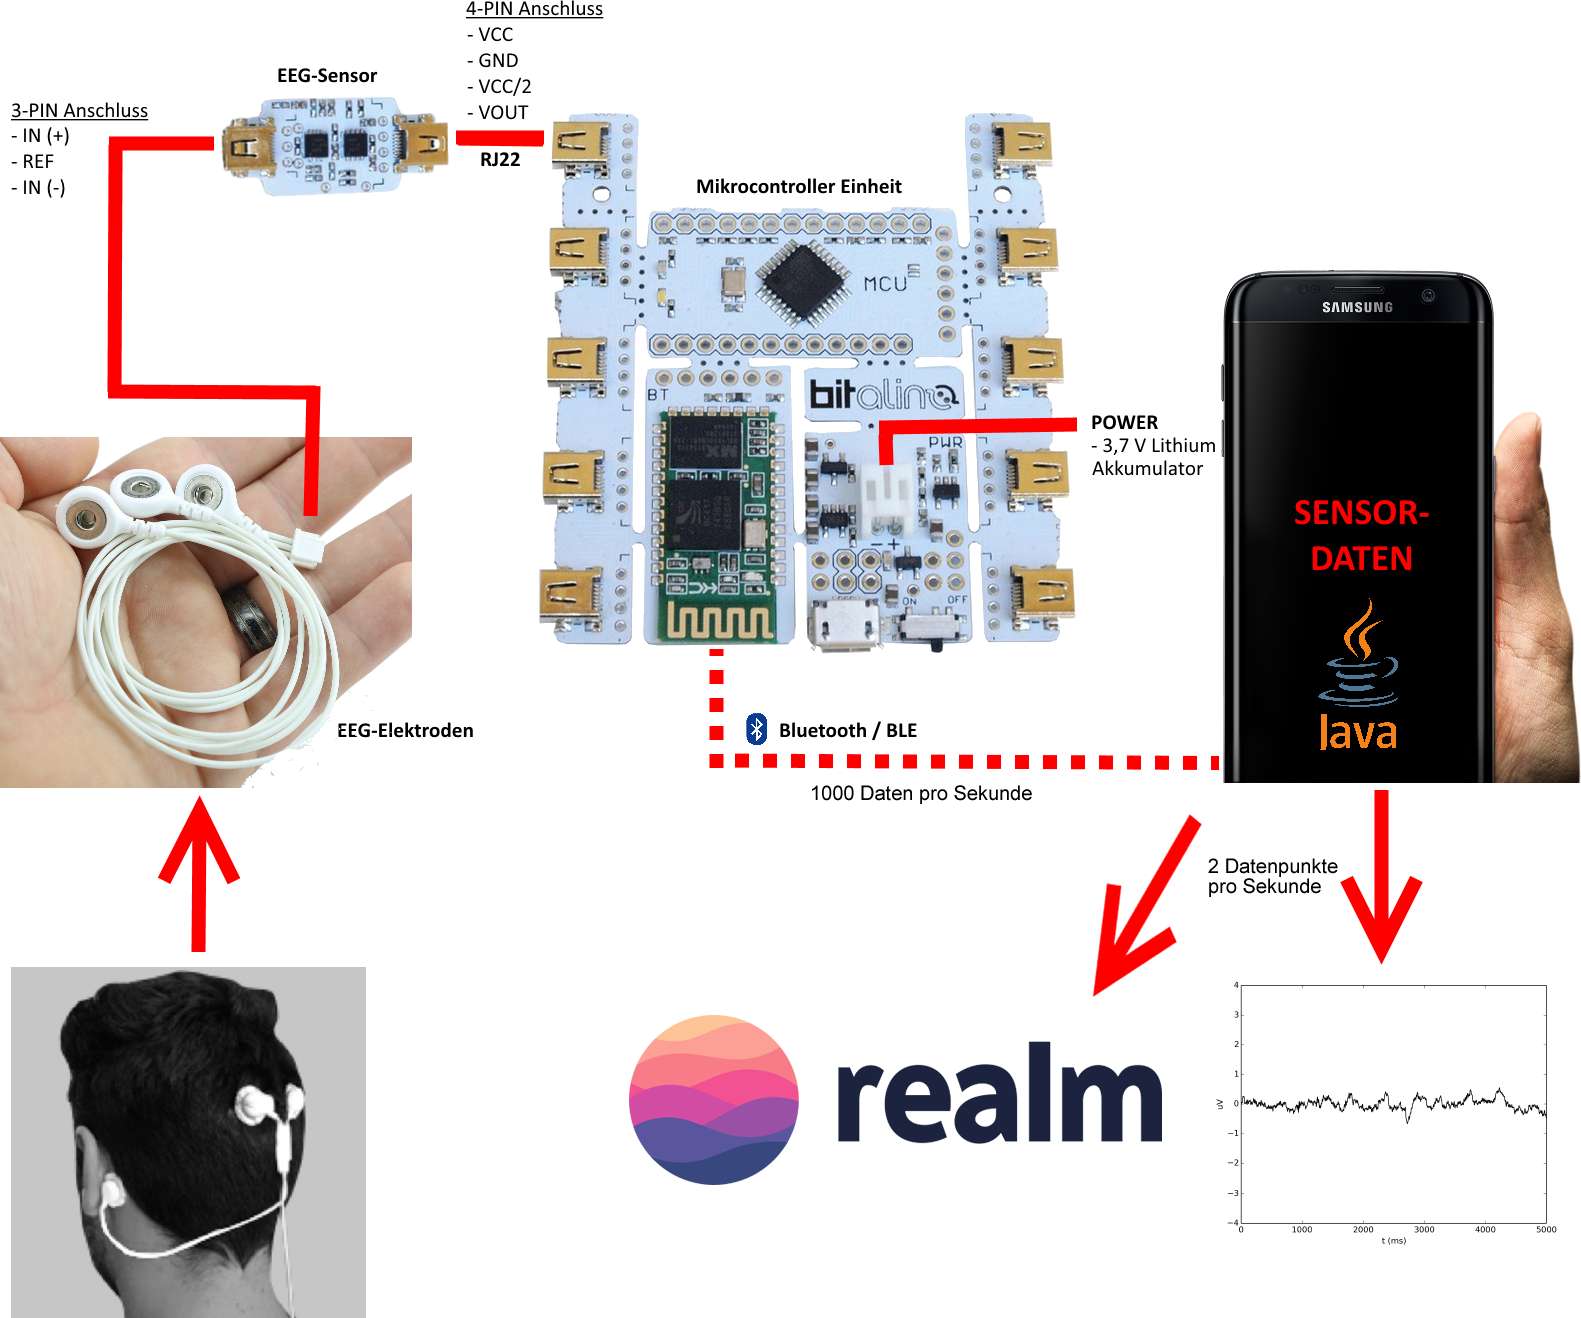 4-PIN Anschluss
- VCC
- GND
- VCC/2
- VOUT
RJ22
EEG-Sensor
3-PIN Anschluss
- IN (+)
- REF
- IN (-)
Mikrocontroller Einheit
MCU
BT
bitalino
PWR
- +
ON
OFF
POWER
- 3,7 V Lithium
Akkumulator
SAMSUNG
SENSOR-
DATEN
Java
EEG-Elektroden
Bluetooth / BLE
1000 Daten pro Sekunde
2 Datenpunkte
pro Sekunde
realm
4
3
2
1
0
−1
−2
−3
−4
uV
0 1000 2000 3000 4000 5000
t (ms)